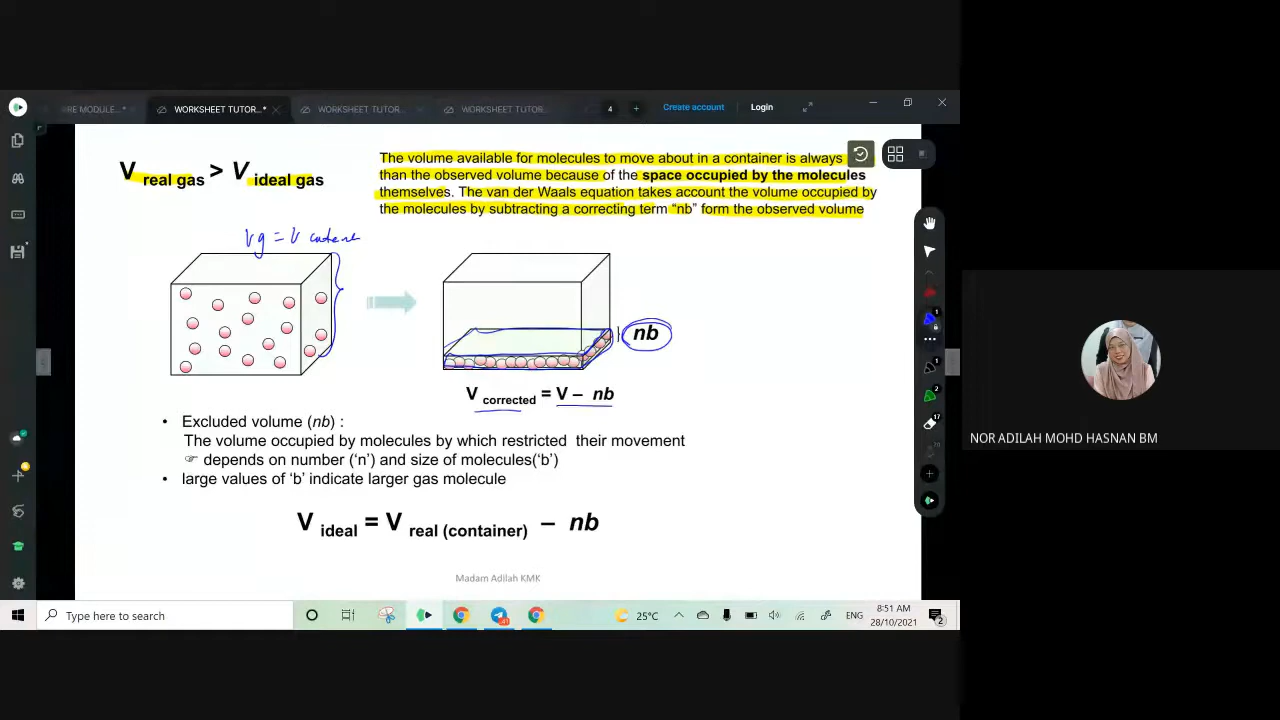 RE MODULE...*
WORKSHEET TUTOR...*
WORKSHEET TUTOR...
WORKSHEET TUTOR...
4
Create account
Login
V real gas > V ideal gas
The volume available for molecules to move about in a container is always
than the observed volume because of the space occupied by the molecules
themselves. The van der Waals equation takes account the volume occupied by
the molecules by subtracting a correcting term “nb” form the observed volume
Vg = V
nb
V corrected = V – nb
• Excluded volume (nb) :
The volume occupied by molecules by which restricted their movement
☞ depends on number (‘n’) and size of molecules(‘b’)
• large values of ‘b’ indicate larger gas molecule
V ideal = V real (container) – nb
Madam Adilah KMK
NOR ADILAH MOHD HASNAN BM
Type here to search
25°C
ENG
8:51 AM
28/10/2021
2